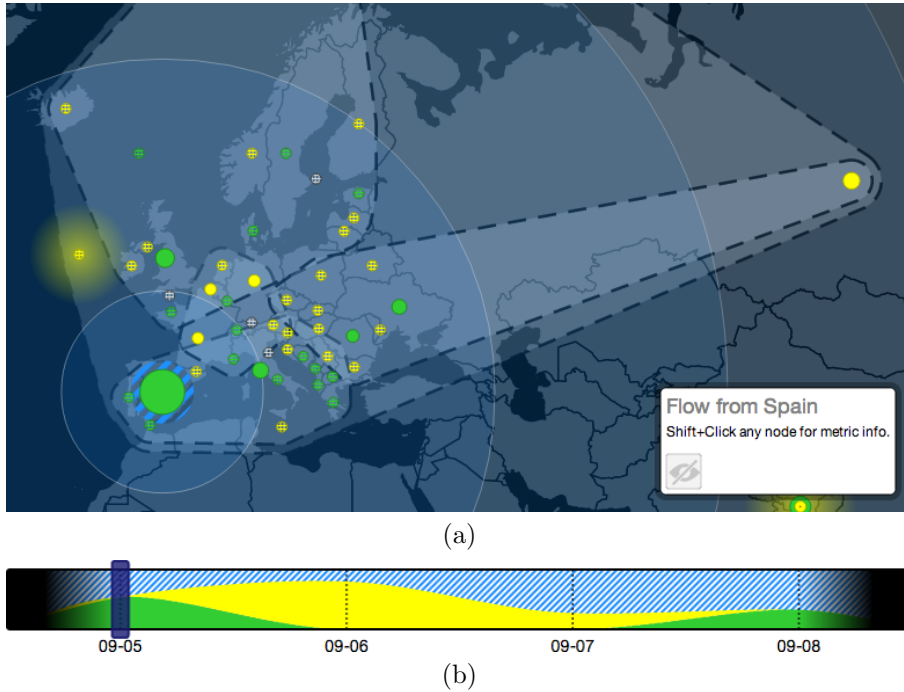 Flow from Spain
Shift+Click any node for metric info.
(a)
09-05 09-06 09-07 09-08
(b)